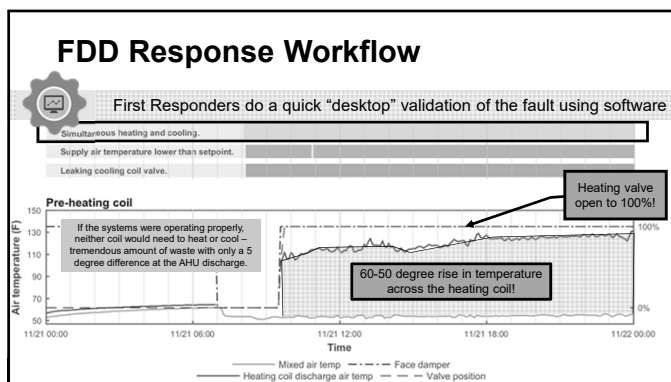 FDD Response Workflow
First Responders do a quick “desktop” validation of the fault using software
Simultaneous heating and cooling.
Supply air temperature lower than setpoint.
Leaking cooling coil valve.
Pre-heating coil
Heating valve
open to 100%!
If the systems were operating properly,
neither coil would need to heat or cool –
tremendous amount of waste with only a 5
degree difference at the AHU discharge.
60-50 degree rise in temperature
across the heating coil!
Air temperature (F)
150
130
110
90
70
50
100%
0%
11/21 00:00
11/21 06:00
11/21 12:00
11/21 18:00
11/22 00:00
Time
Mixed air temp
Face damper
Heating coil discharge air temp
Valve position